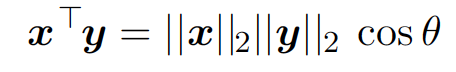 x⊤y = ||x||₂||y||₂ cos θ